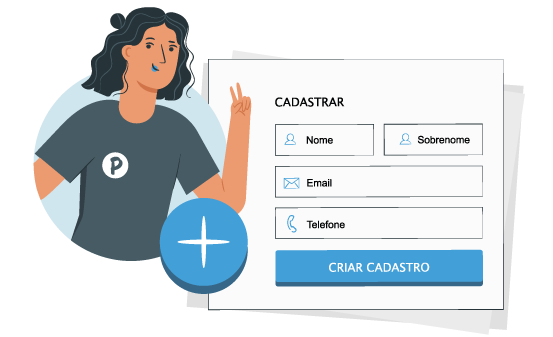 CADASTRAR
Nome
Sobrenome
Email
Telefone
CRIAR CADASTRO
P